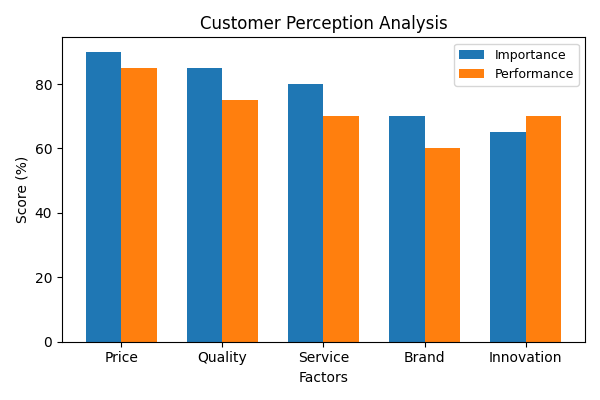 Customer Perception Analysis
Importance
Performance
Score (%)
80
60
40
20
0
Price Quality Service Brand Innovation
Factors